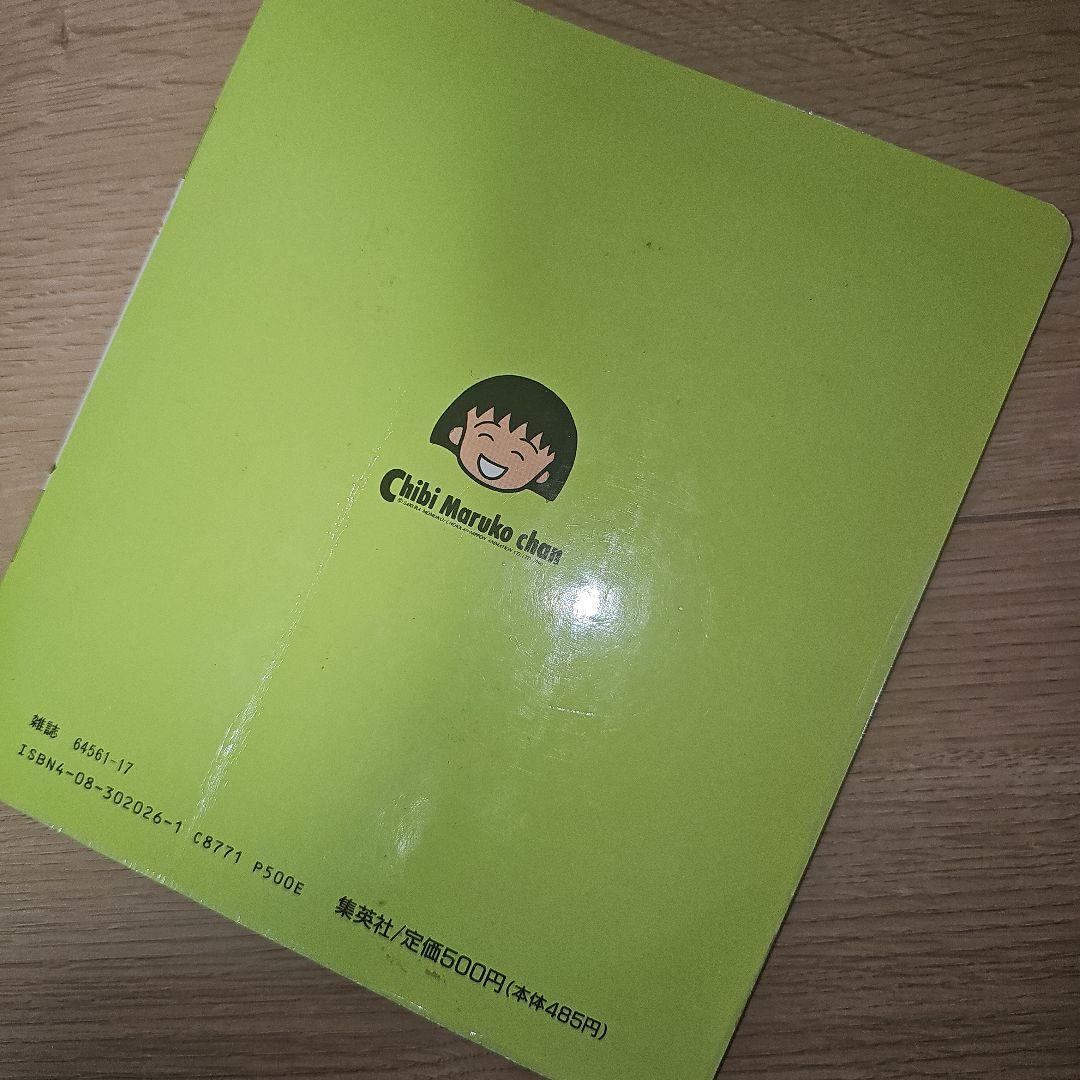 Chibi Maruko chan
雑誌 64561-17
ISBN4-08-302026-1 C8771 P500E
集英社/定価500円(本体485円)